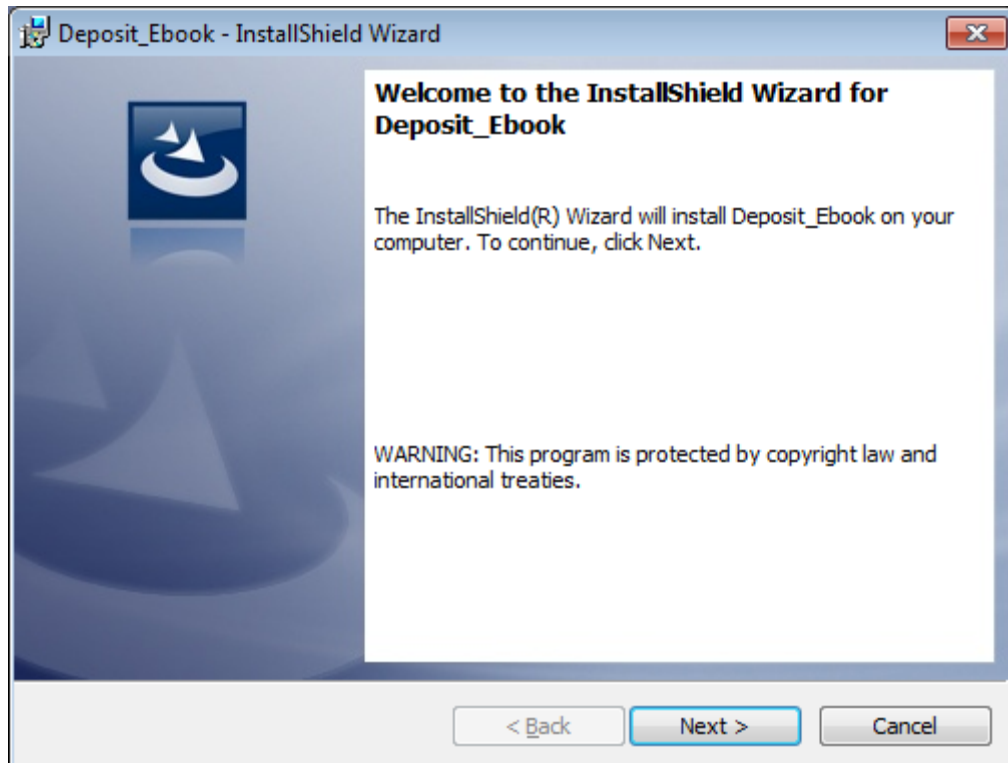 Deposit_Ebook - InstallShield Wizard
Welcome to the InstallShield Wizard for
Deposit_Ebook
The InstallShield(R) Wizard will install Deposit_Ebook on your
computer. To continue, click Next.
WARNING: This program is protected by copyright law and
international treaties.
< Back Next > Cancel